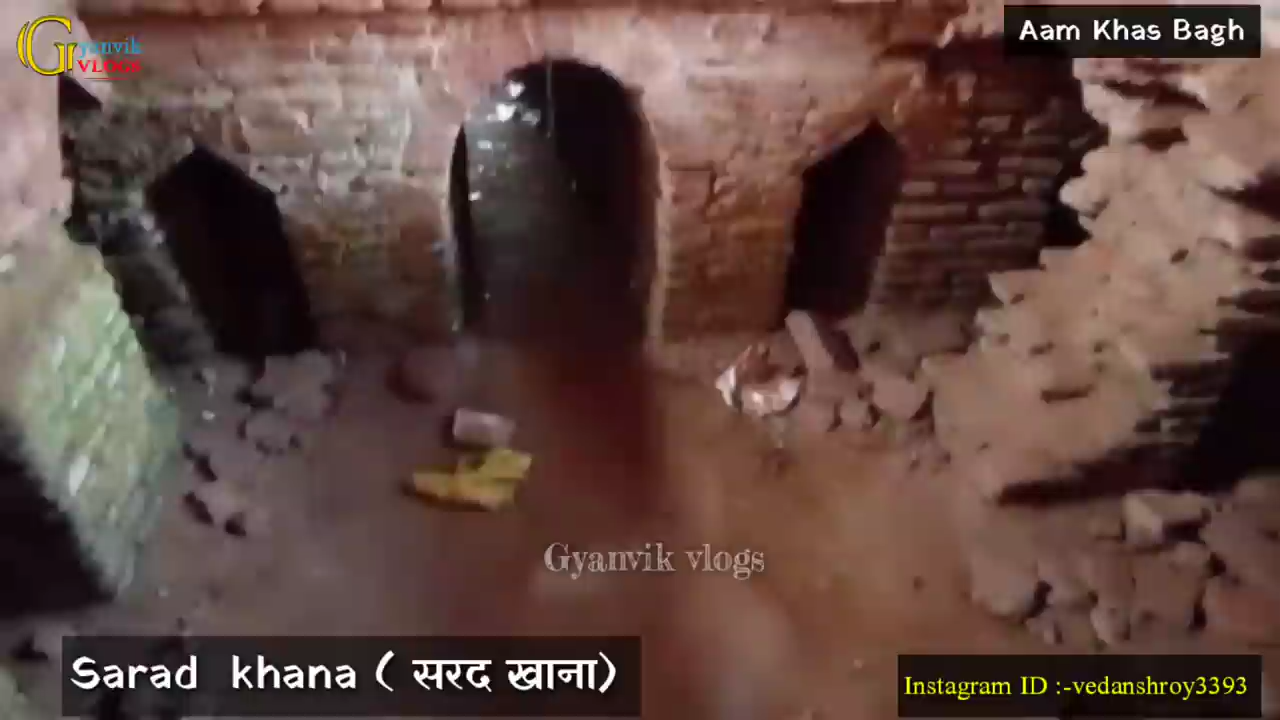 Gyanvik
VLOGS
Aam Khas Bagh
Gyanvik vlogs
Sarad khana ( सरद खाना)
Instagram ID :-vedanshroy3393